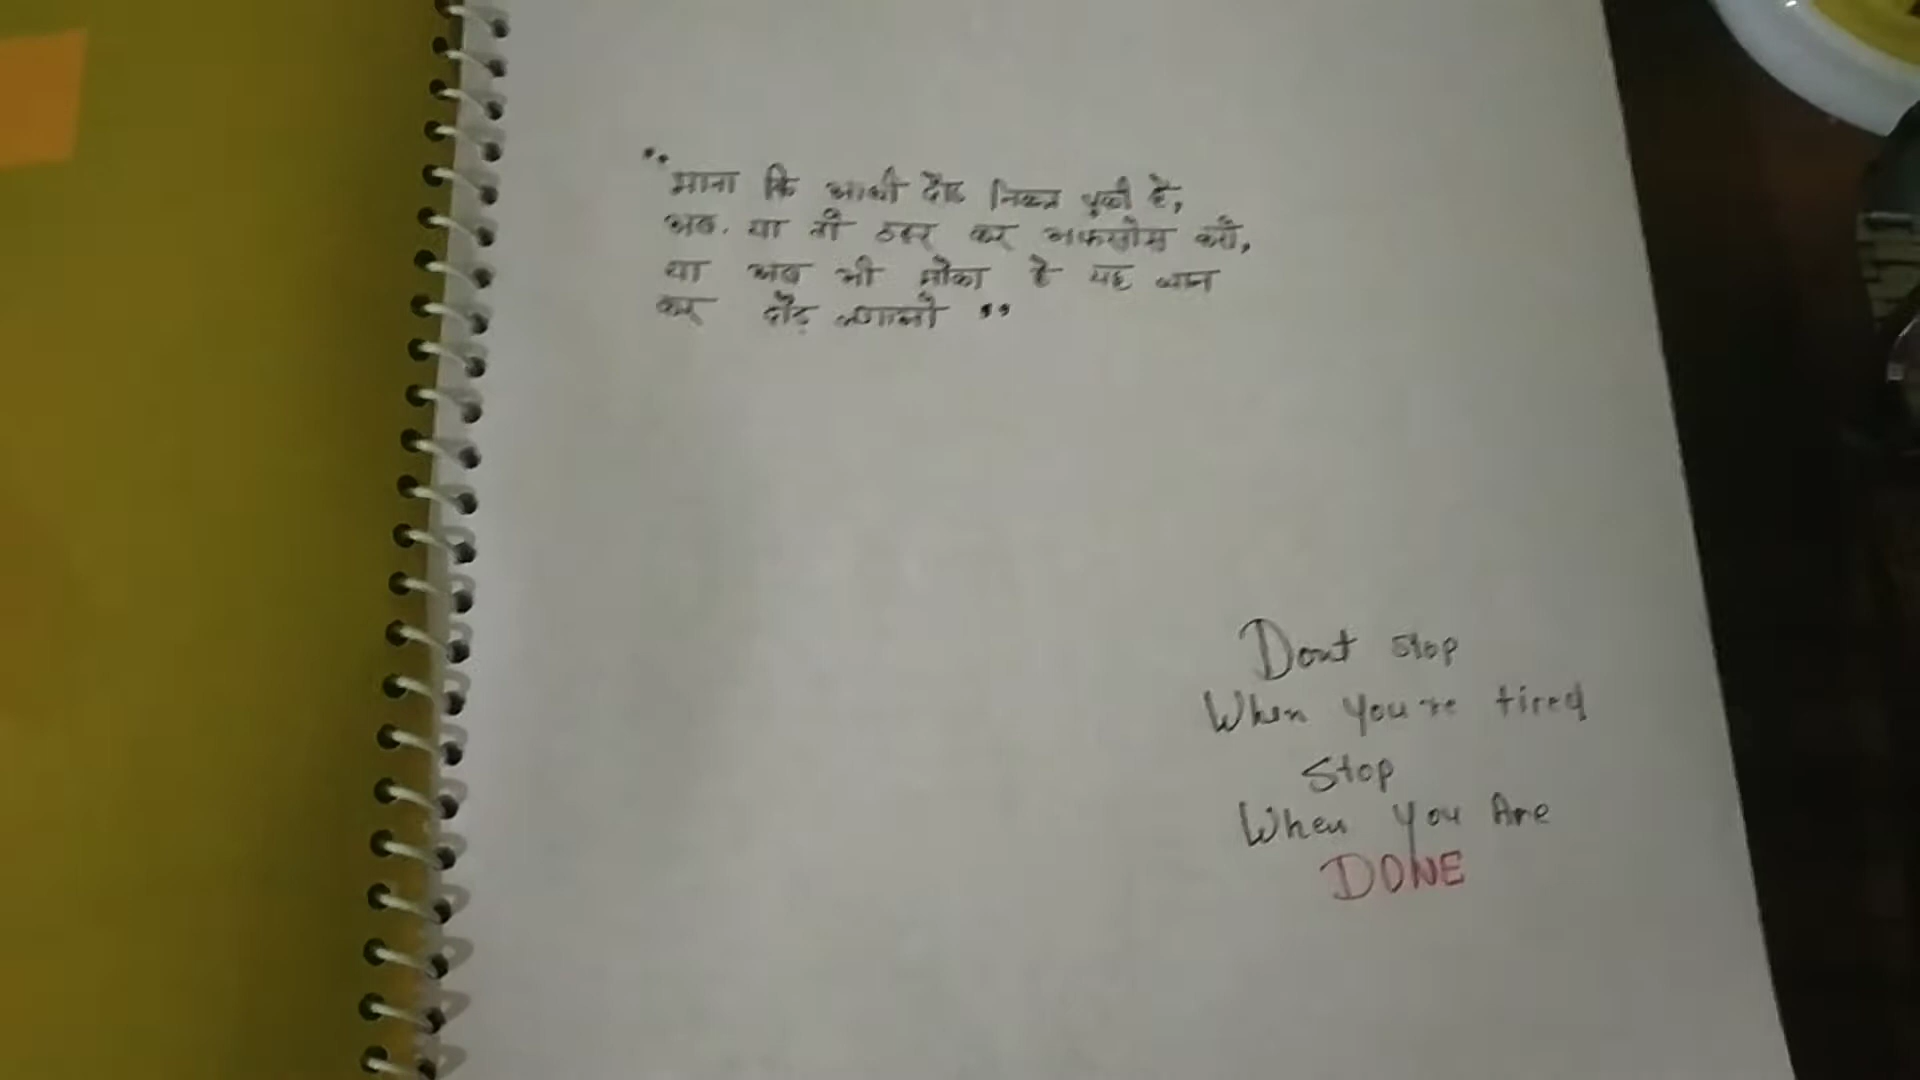 "माना कि आधी दौड़ निकल चुकी है,
अब. या तो ठहर कर अफसोस करो,
या अब भी मौका है यह जान
कर दौड़ लगालो"
Dont stop
When you're tired
Stop
When You Are
DONE